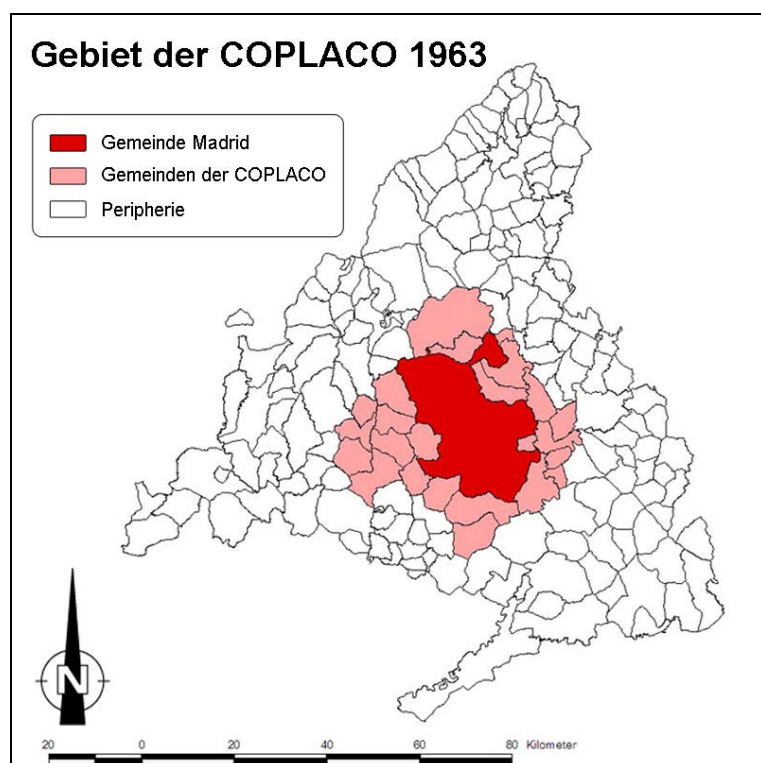 Gebiet der COPLACO 1963
Gemeinde Madrid
Gemeinden der COPLACO
Peripherie
N
20 0 20 40 60 80 Kilometer